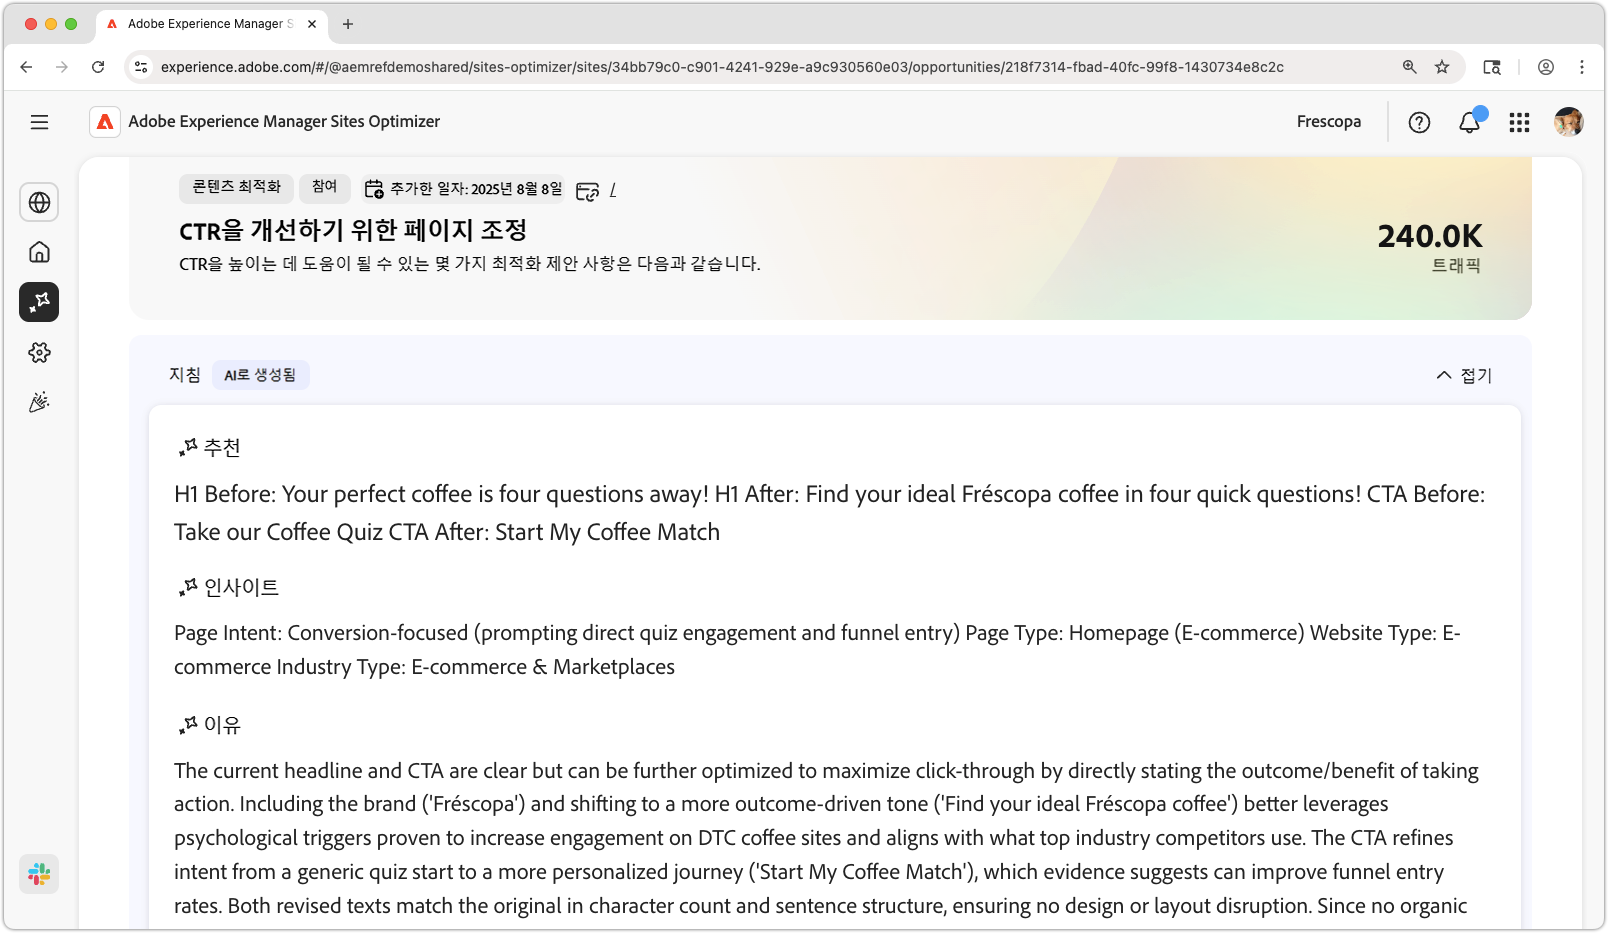 Adobe Experience Manager S
experience.adobe.com/#/@aemrefdemoshared/sites-optimizer/sites/34bb79c0-c901-4241-929e-a9c930560e03/opportunities/218f7314-fbad-40fc-99f8-1430734e8c2c
Adobe Experience Manager Sites Optimizer
Frescopa
콘텐츠 최적화 참여 추가한 일자: 2025년 8월 8일 /
CTR을 개선하기 위한 페이지 조정
CTR을 높이는 데 도움이 될 수 있는 몇 가지 최적화 제안 사항은 다음과 같습니다.
240.0K
트래픽
지침 AI로 생성됨
접기
추천
H1 Before: Your perfect coffee is four questions away! H1 After: Find your ideal Fréscopa coffee in four quick questions! CTA Before:
Take our Coffee Quiz CTA After: Start My Coffee Match
인사이트
Page Intent: Conversion-focused (prompting direct quiz engagement and funnel entry) Page Type: Homepage (E-commerce) Website Type: E-
commerce Industry Type: E-commerce & Marketplaces
이유
The current headline and CTA are clear but can be further optimized to maximize click-through by directly stating the outcome/benefit of taking
action. Including the brand ('Fréscopa') and shifting to a more outcome-driven tone ('Find your ideal Fréscopa coffee') better leverages
psychological triggers proven to increase engagement on DTC coffee sites and aligns with what top industry competitors use. The CTA refines
intent from a generic quiz start to a more personalized journey ('Start My Coffee Match'), which evidence suggests can improve funnel entry
rates. Both revised texts match the original in character count and sentence structure, ensuring no design or layout disruption. Since no organic